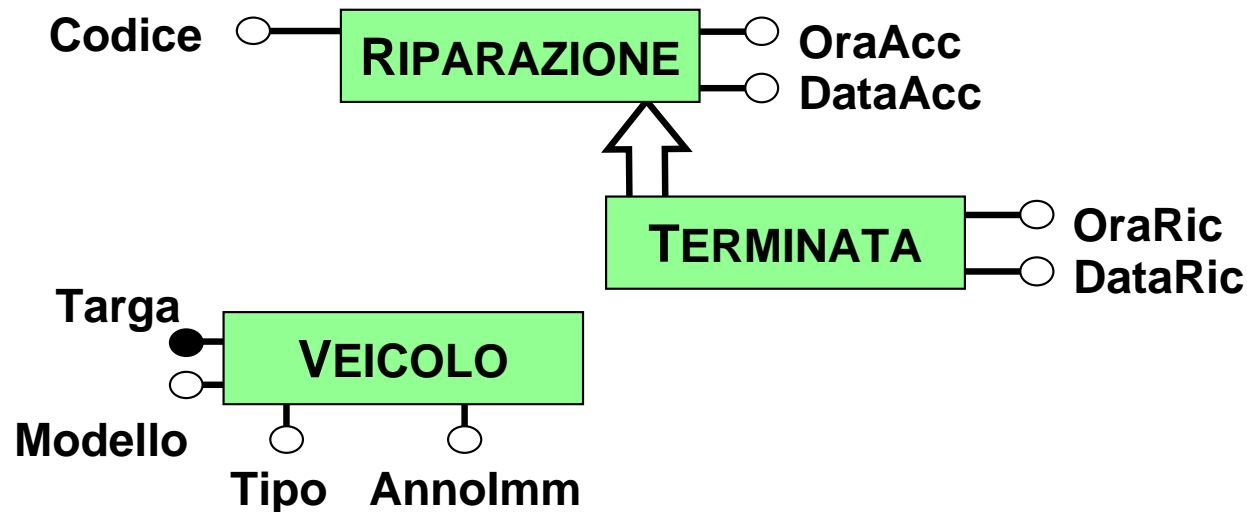 Codice
RIPARAZIONE
OraAcc
DataAcc
TERMINATA
OraRic
DataRic
Targa
VEICOLO
Modello
Tipo
AnnoImm